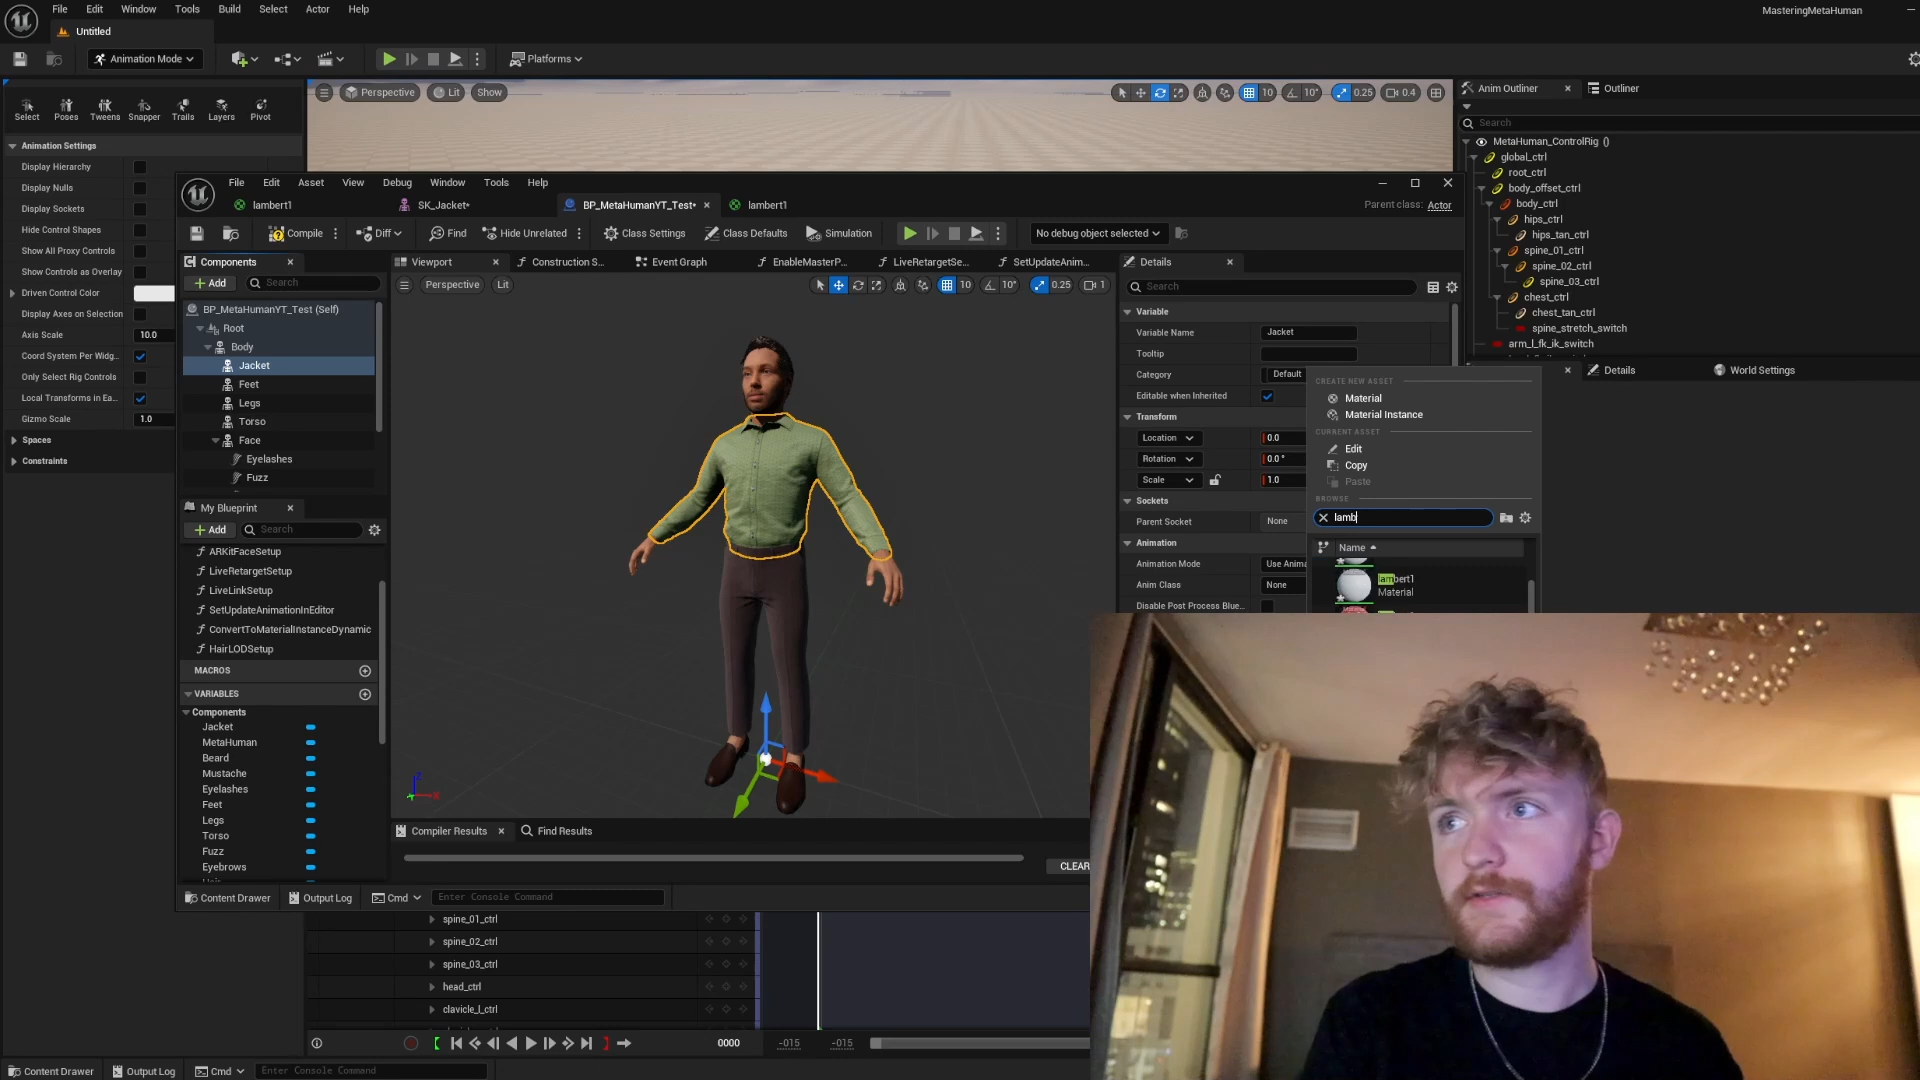 File Edit Window Tools Build Select Actor Help
MasteringMetaHuman
Untitled
Animation Mode
Platforms
Select Poses Tweens Snapper Trails Layers Pivot
Animation Settings
Display Hierarchy
Display Nulls
Display Sockets
Hide Control Shapes
Show All Proxy Controls
Show Controls as Overlay
Driven Control Color
Display Axes on Selection
Axis Scale 10.0
Coord System Per Widg...
Only Select Rig Controls
Local Transforms in Ea...
Gizmo Scale 1.0
Spaces
Constraints
Perspective Lit Show
10 10° 0.25 0.4
Anim Outliner Outliner
Search
MetaHuman_ControlRig ()
global_ctrl
root_ctrl
body_offset_ctrl
body_ctrl
hips_ctrl
hips_tan_ctrl
spine_01_ctrl
spine_02_ctrl
spine_03_ctrl
chest_ctrl
chest_tan_ctrl
spine_stretch_switch
arm_l_fk_ik_switch
Details World Settings
File Edit Asset View Debug Window Tools Help
lambert1 SK_Jacket* BP_MetaHumanYT_Test* lambert1
Parent class: Actor
Compile Diff Find Hide Unrelated Class Settings Class Defaults Simulation
No debug object selected
Components
Add Search
BP_MetaHumanYT_Test (Self)
Root
Body
Jacket
Feet
Legs
Torso
Face
Eyelashes
Fuzz
My Blueprint
Add Search
ARKitFaceSetup
LiveRetargetSetup
LiveLinkSetup
SetUpdateAnimationInEditor
ConvertToMaterialInstanceDynamic
HairLODSetup
MACROS
VARIABLES
Components
Jacket
MetaHuman
Beard
Mustache
Eyelashes
Feet
Legs
Torso
Fuzz
Eyebrows
Viewport Construction S... Event Graph EnableMasterP... LiveRetargetSe... SetUpdateAnim...
Perspective Lit
10 10° 0.25 1
Z
X
Compiler Results Find Results
CLEAR
Details
Search
Variable
Variable Name Jacket
Tooltip
Category Default
Editable when Inherited
Transform
Location 0.0
Rotation 0.0 °
Scale 1.0
Sockets
Parent Socket None
Animation
Animation Mode Use Anima
Anim Class None
Disable Post Process Blue...
CREATE NEW ASSET
Material
Material Instance
CURRENT ASSET
Edit
Copy
Paste
BROWSE
lamb
Name
lambert1
Material
Content Drawer Output Log Cmd Enter Console Command
spine_01_ctrl
spine_02_ctrl
spine_03_ctrl
head_ctrl
clavicle_l_ctrl
0000 -015 -015
Content Drawer Output Log Cmd Enter Console Command